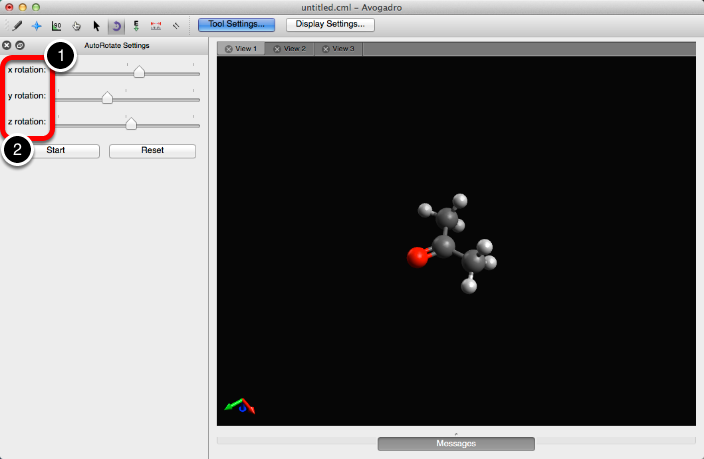 untitled.cml – Avogadro
Tool Settings...
Display Settings...
E
AutoRotate Settings
1
View 1
View 2
View 3
x rotation:
y rotation:
z rotation:
2
Start
Reset
Messages